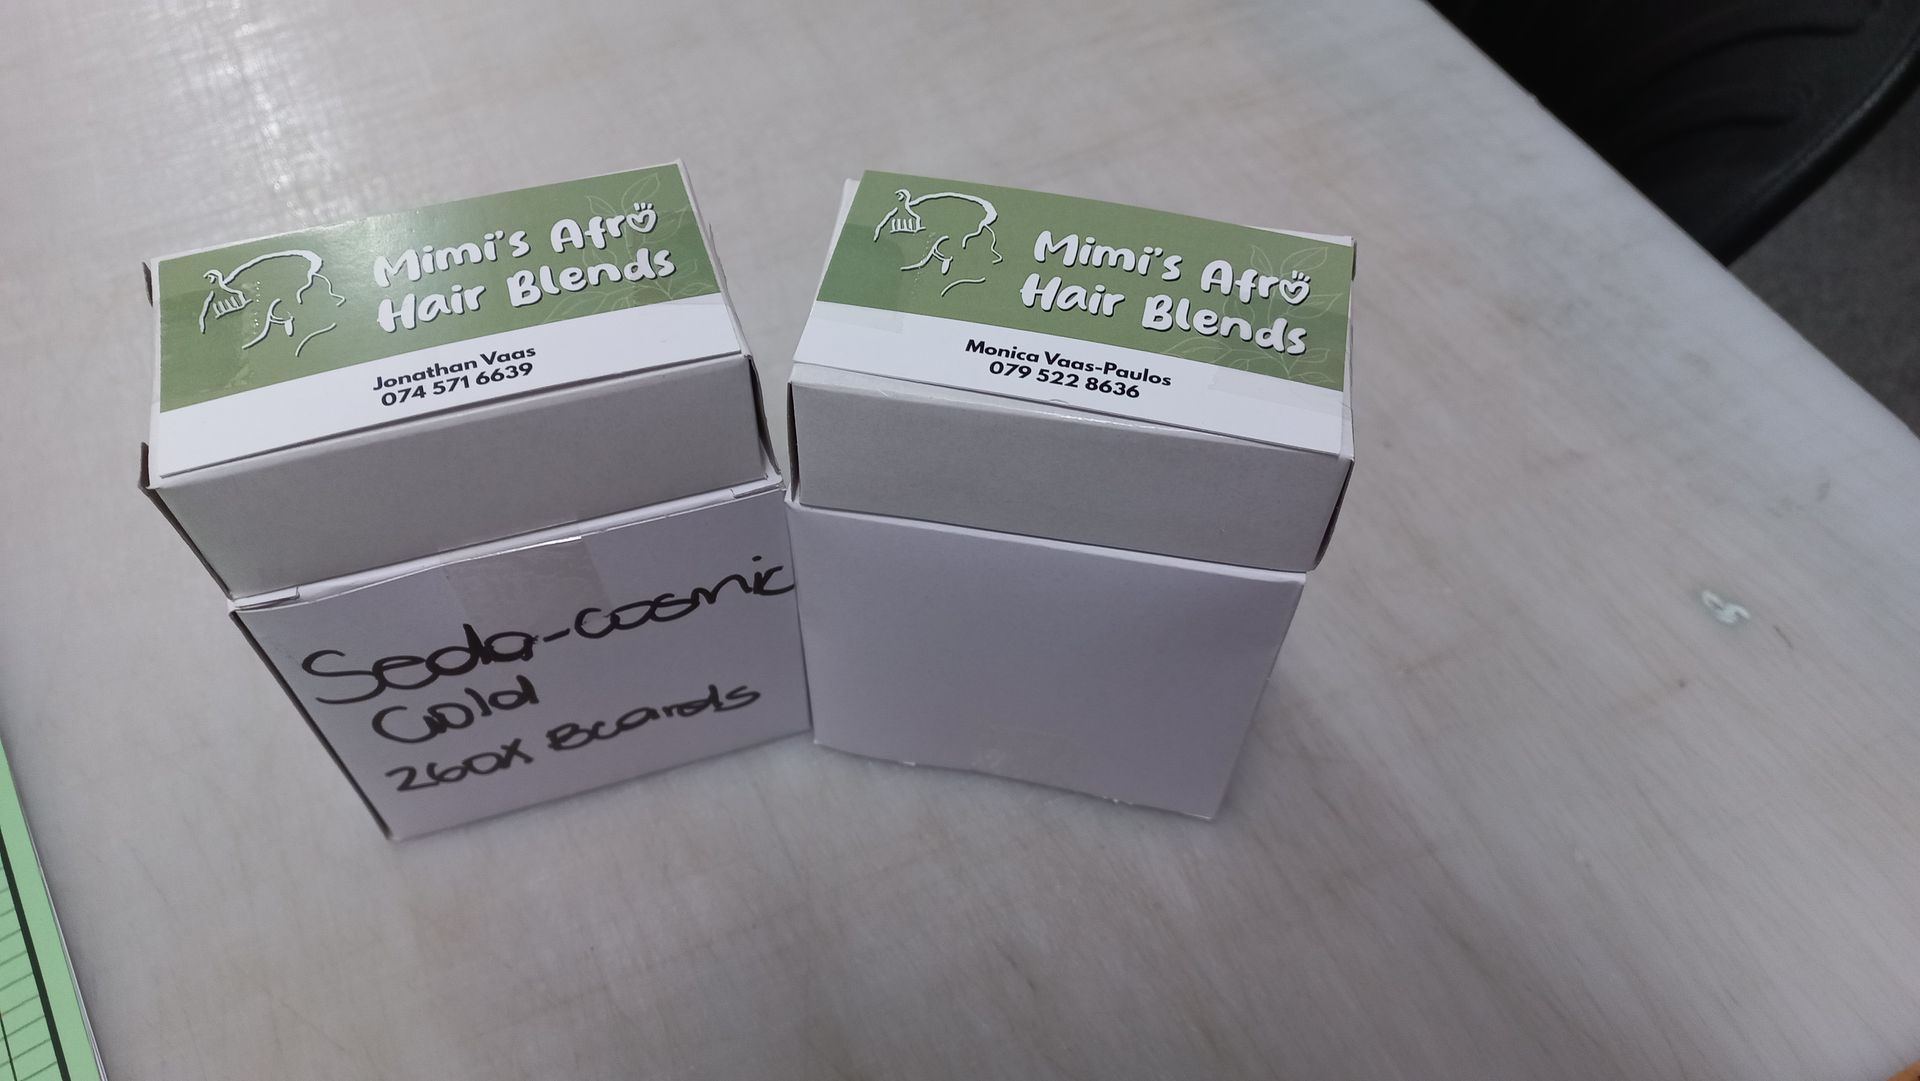 Mimi's Afro
Hair Blends
Jonathan Vaas
074 571 6639
Seda-cosmic
Gold
260X Bcards
Mimi's Afro
Hair Blends
Monica Vaas-Paulos
079 522 8636